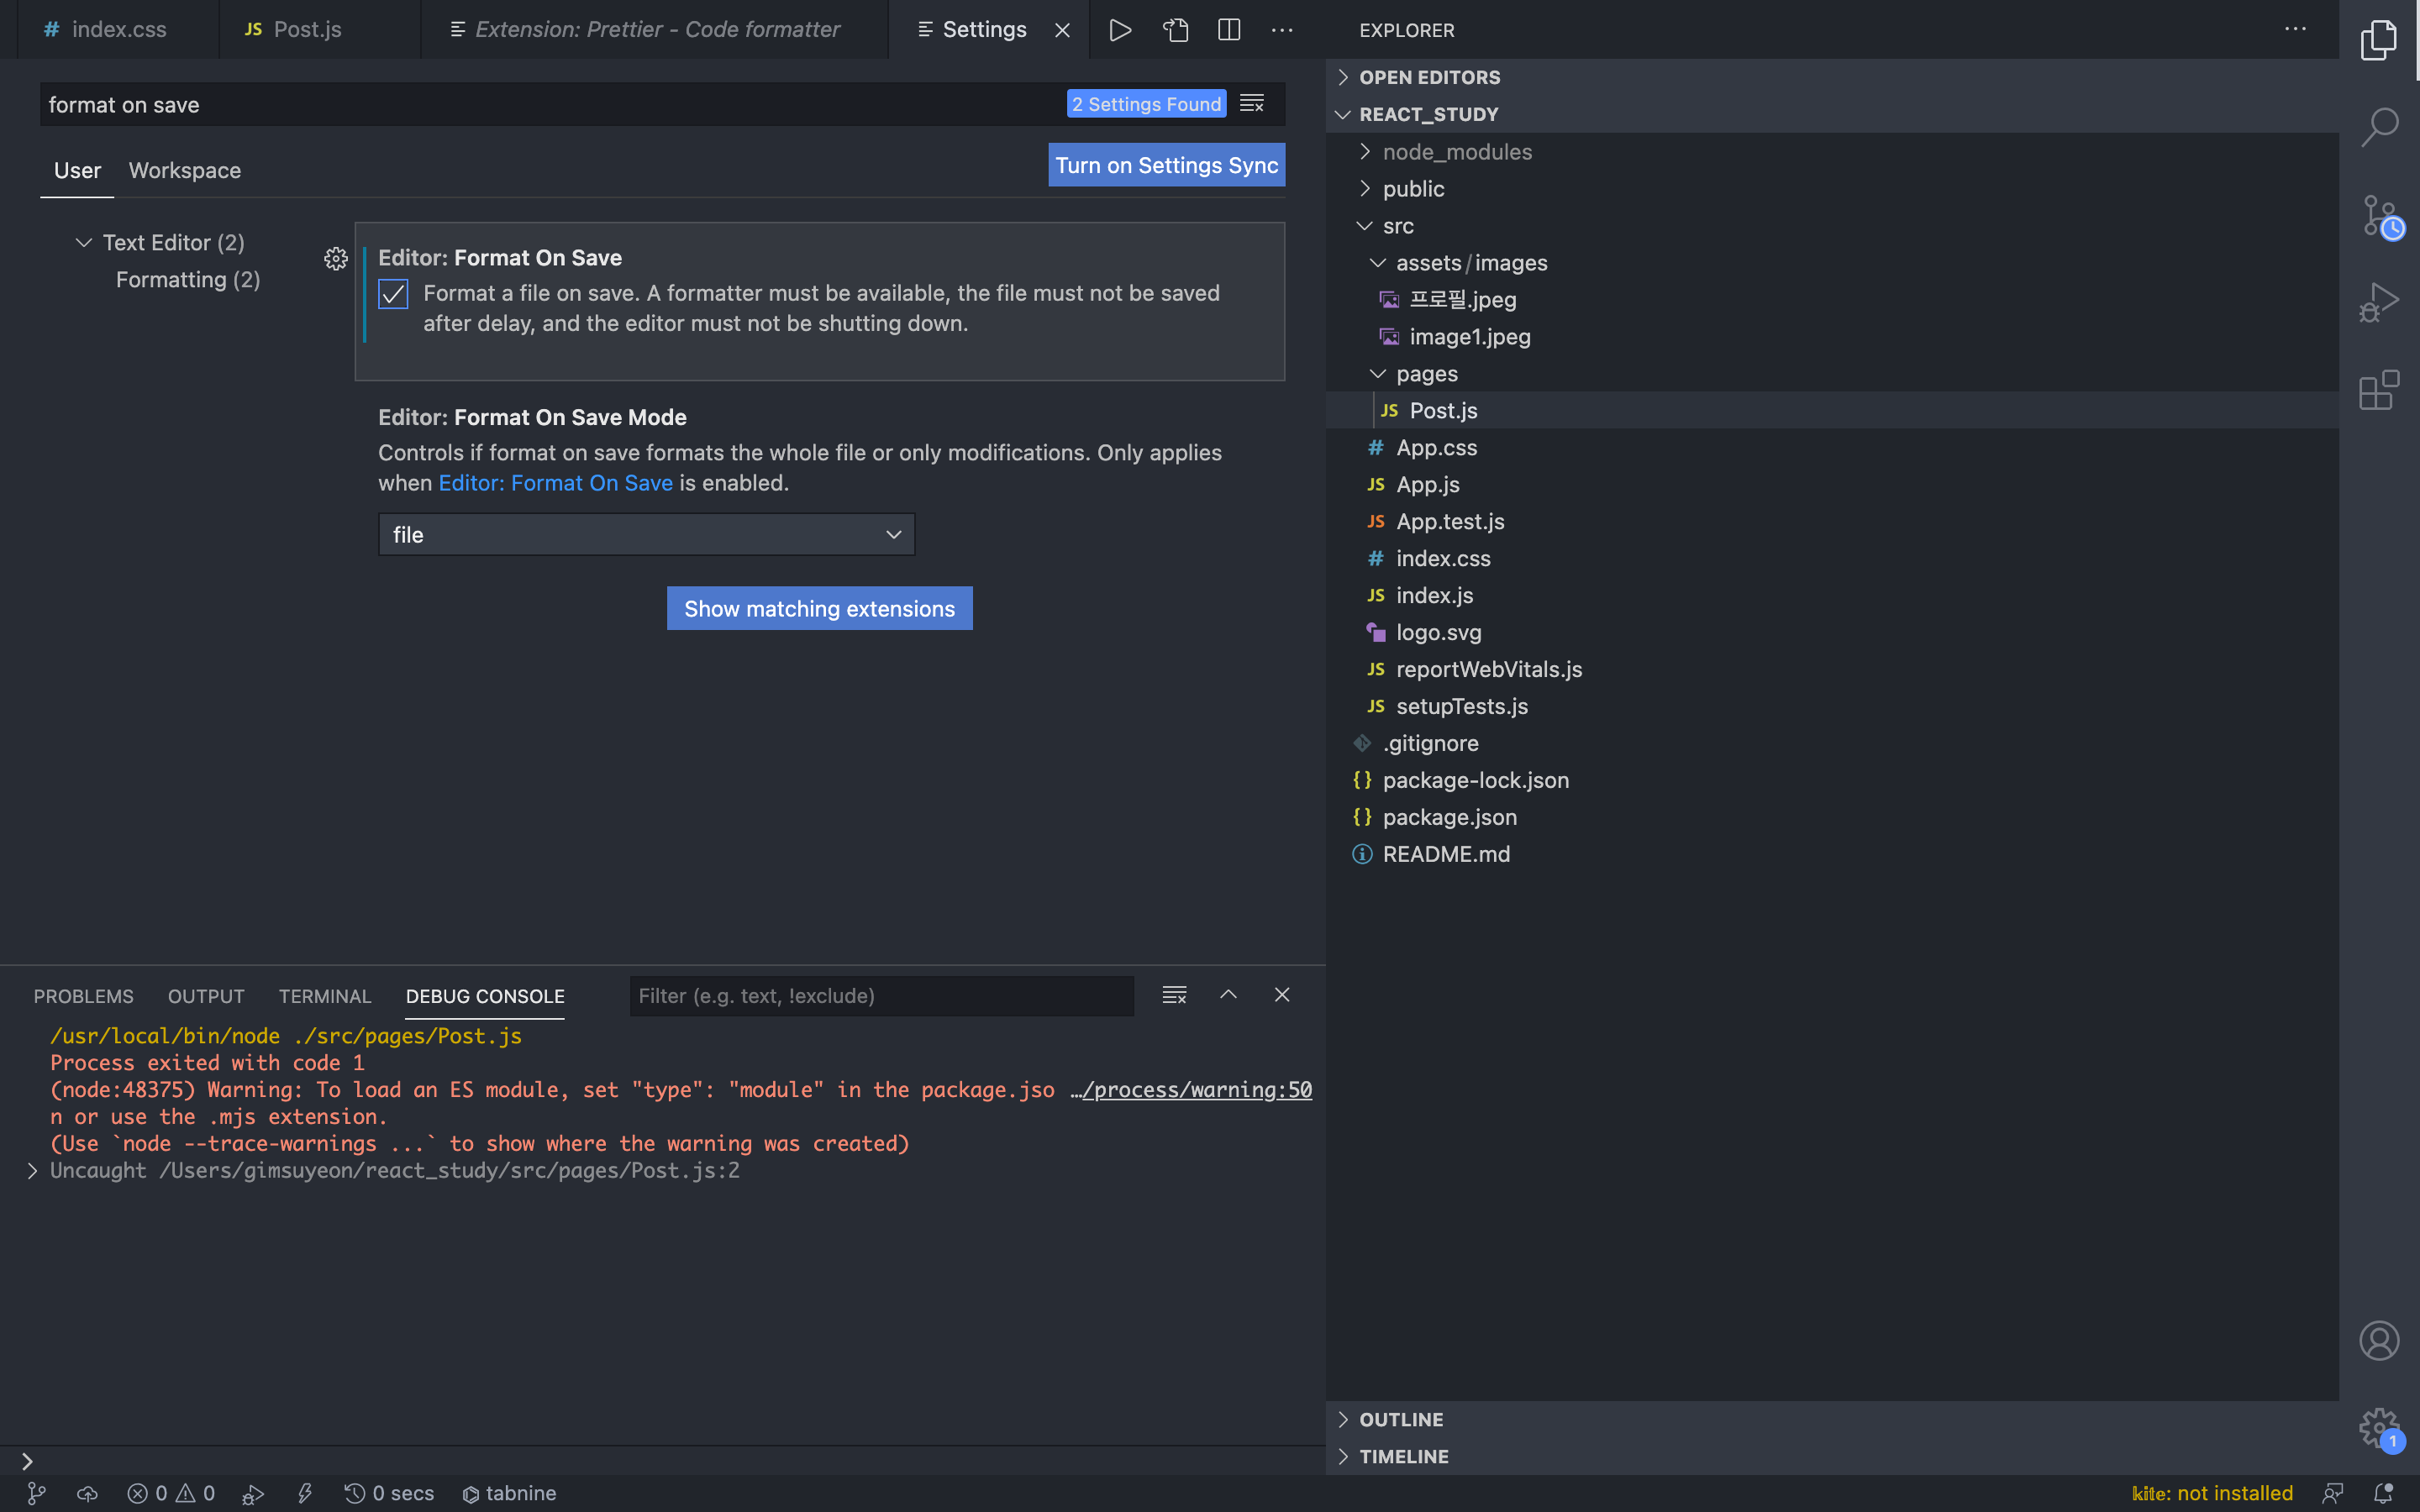 # index.css
JS Post.js
Extension: Prettier - Code formatter
Settings
format on save
2 Settings Found
User
Workspace
Turn on Settings Sync
Text Editor (2)
Formatting (2)
Editor: Format On Save
Format a file on save. A formatter must be available, the file must not be saved
after delay, and the editor must not be shutting down.
Editor: Format On Save Mode
Controls if format on save formats the whole file or only modifications. Only applies
when Editor: Format On Save is enabled.
file
Show matching extensions
PROBLEMS
OUTPUT
TERMINAL
DEBUG CONSOLE
Filter (e.g. text, !exclude)
/usr/local/bin/node ./src/pages/Post.js
Process exited with code 1
(node:48375) Warning: To load an ES module, set "type": "module" in the package.jso …/process/warning:50
n or use the .mjs extension.
(Use `node --trace-warnings ...` to show where the warning was created)
Uncaught /Users/gimsuyeon/react_study/src/pages/Post.js:2
EXPLORER
OPEN EDITORS
REACT_STUDY
node_modules
public
src
assets/images
프로필.jpeg
image1.jpeg
pages
JS Post.js
# App.css
JS App.js
JS App.test.js
# index.css
JS index.js
logo.svg
JS reportWebVitals.js
JS setupTests.js
.gitignore
{} package-lock.json
{} package.json
README.md
OUTLINE
TIMELINE
1
0 0
0 secs
tabnine
kite: not installed